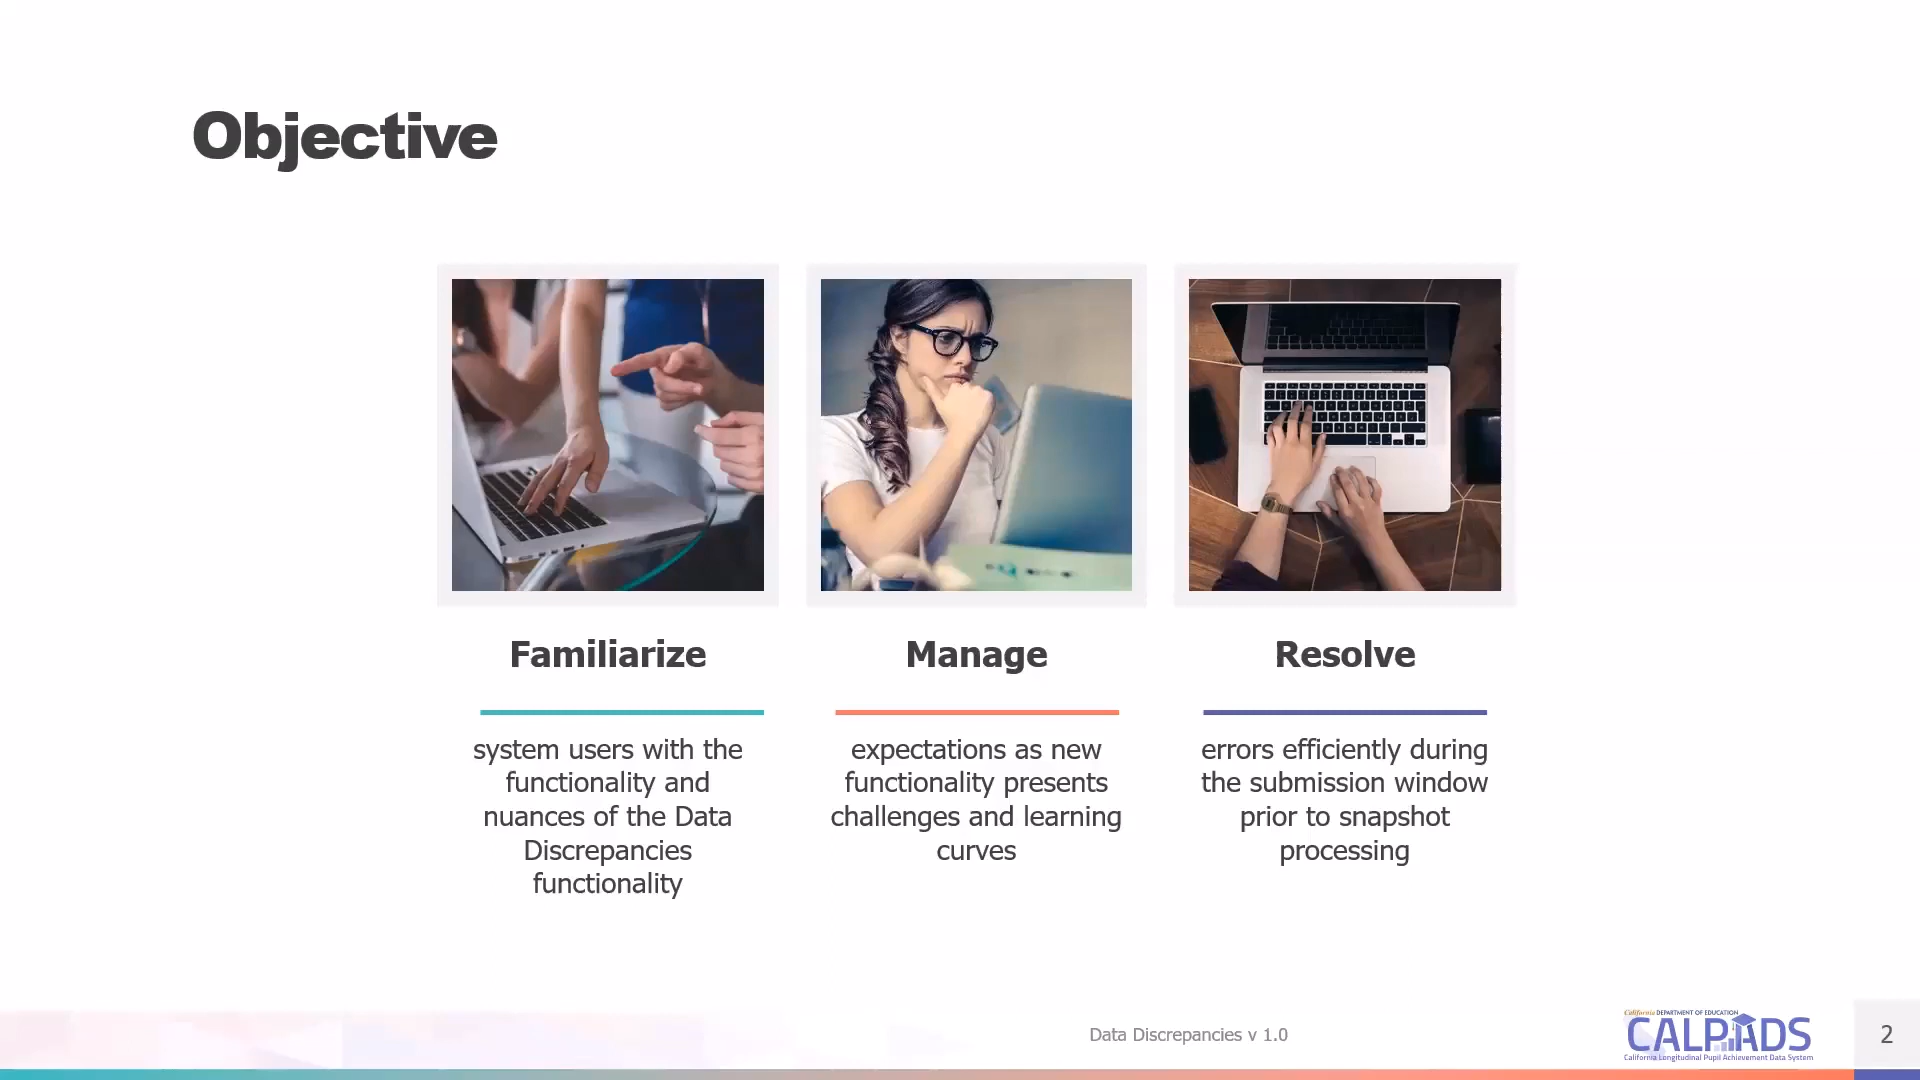 Objective
Familiarize
system users with the
functionality and
nuances of the Data
Discrepancies
functionality
Manage
expectations as new
functionality presents
challenges and learning
curves
Resolve
errors efficiently during
the submission window
prior to snapshot
processing
Data Discrepancies v 1.0
California DEPARTMENT OF EDUCATION
CALPADS
California Longitudinal Pupil Achievement Data System
2